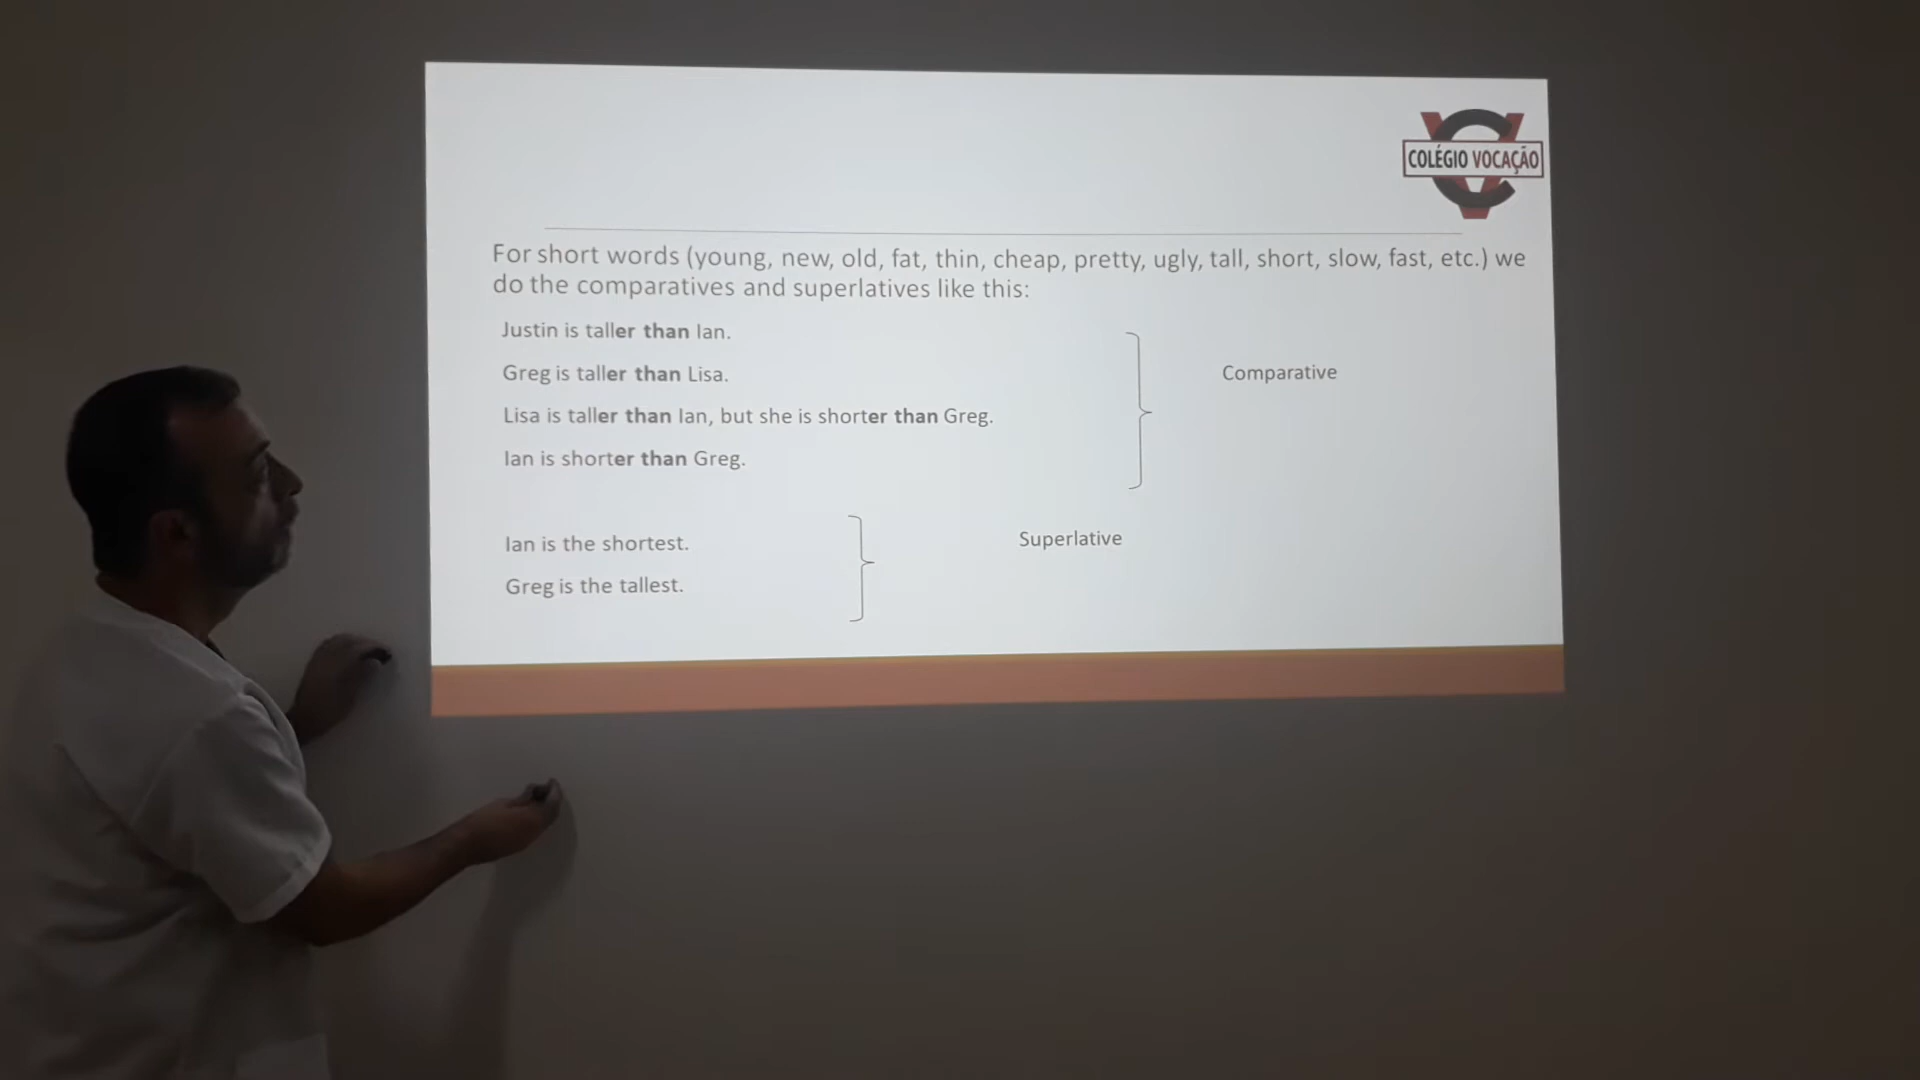 COLÉGIO VOCAÇÃO
For short words (young, new, old, fat, thin, cheap, pretty, ugly, tall, short, slow, fast, etc.) we
do the comparatives and superlatives like this:
Justin is taller than Ian.
Greg is taller than Lisa.
Comparative
Lisa is taller than Ian, but she is shorter than Greg.
Ian is shorter than Greg.
Ian is the shortest.
Superlative
Greg is the tallest.